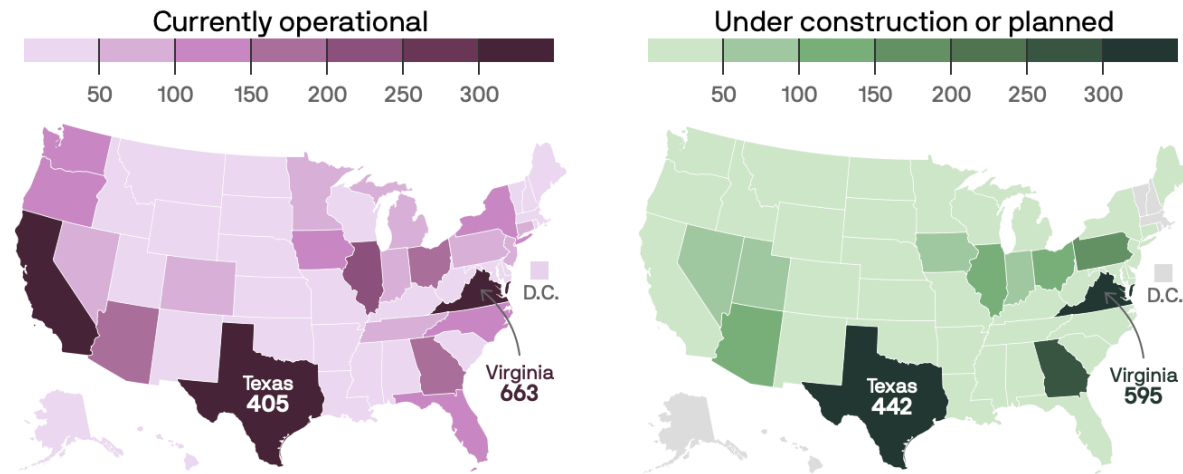 Currently operational
50 100 150 200 250 300
Texas
405
D.C.
Virginia
663
Under construction or planned
50 100 150 200 250 300
Texas
442
D.C.
Virginia
595